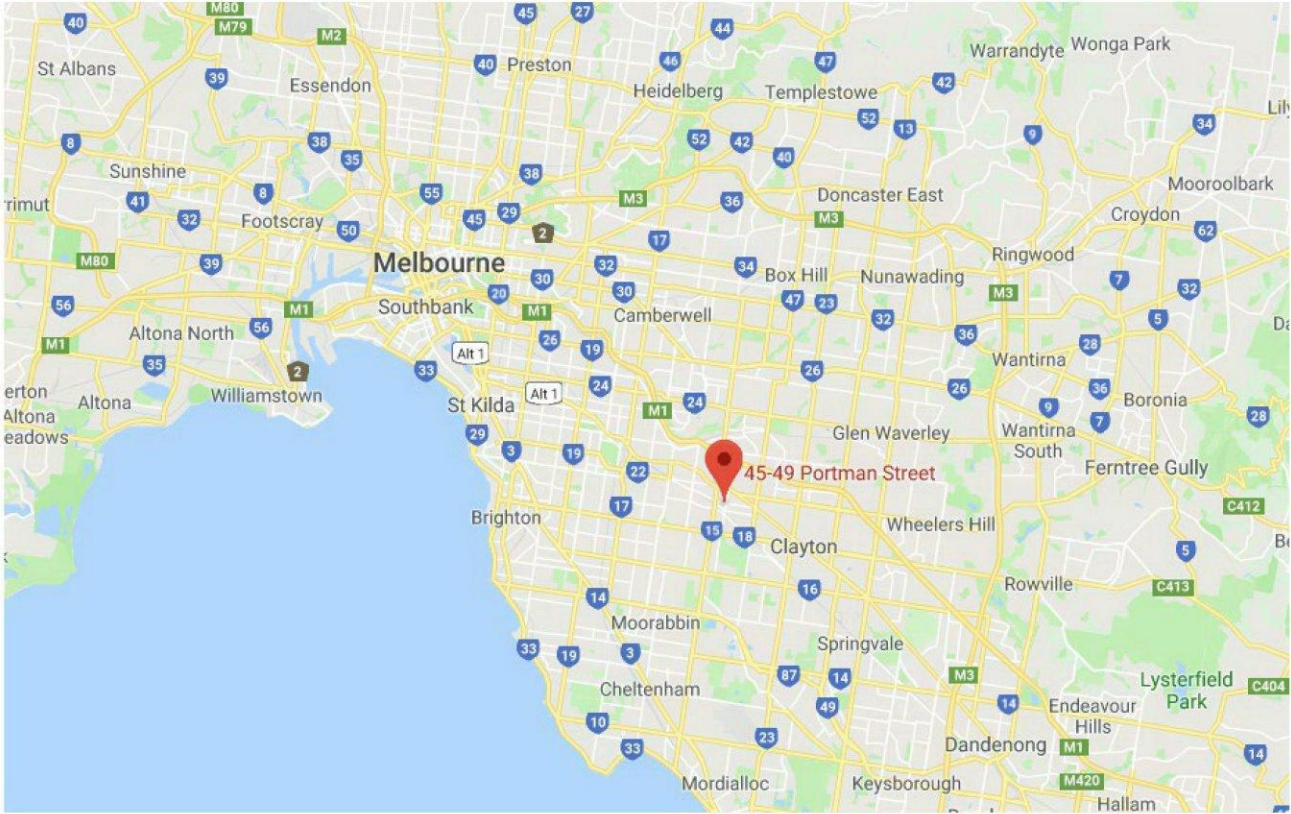 M80
45
27
40
M79
M2
44
St Albans
39
Essendon
40
Preston
46
47
Warrandyte
Wonga Park
Heidelberg
Templestowe
42
8
38
35
52
42
52
13
9
34
40
Sunshine
8
55
38
M3
36
Doncaster East
Mooroolbark
41
32
Footscray
50
45
29
2
17
M3
Croydon
62
M80
39
Melbourne
32
34
Box Hill
Nunawading
Ringwood
56
20
30
30
47
23
M3
7
32
M1
Southbank
M1
Camberwell
32
36
5
Altona North
56
26
19
28
M1
35
2
33
Alt 1
24
26
Wantirna
26
36
Altona
Williamstown
St Kilda
Alt 1
M1
24
9
7
Boronia
28
29
3
19
Glen Waverley
Wantirna
South
22
45-49 Portman Street
Ferntree Gully
17
C412
Brighton
15
18
Wheelers Hill
Clayton
5
14
16
Rowville
C413
Moorabbin
33
19
3
Springvale
87
14
M3
Lysterfield
Park
C404
Cheltenham
49
14
Endeavour
Hills
10
33
23
Dandenong
M1
14
Mordialloc
Keysborough
M420
Hallam